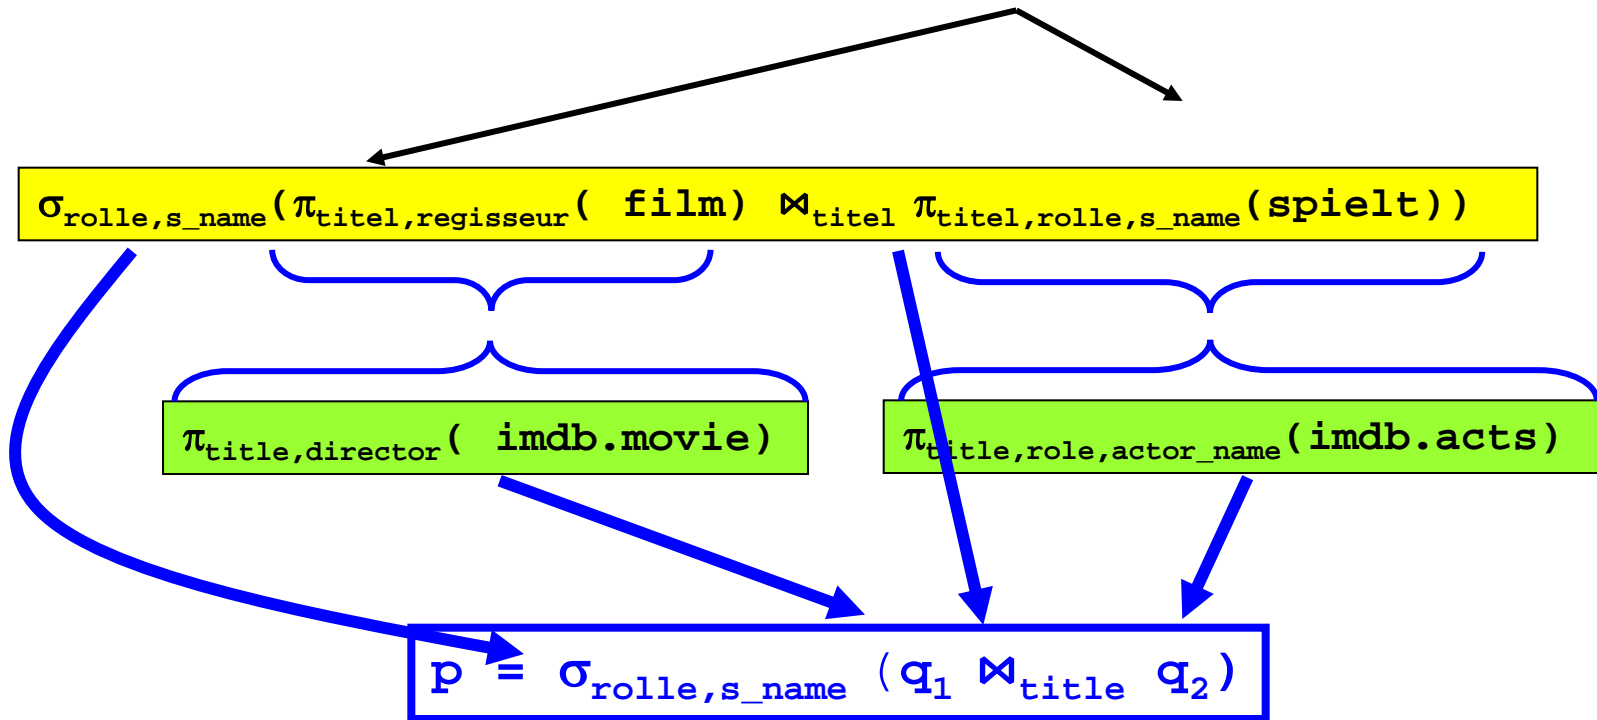 σrolle,s_name(πtitel,regisseur( film) ⋈titel πtitel,rolle,s_name(spielt))
πtitle,director( imdb.movie)
πtitle,role,actor_name(imdb.acts)
p = σrolle,s_name (q1 ⋈title q2)